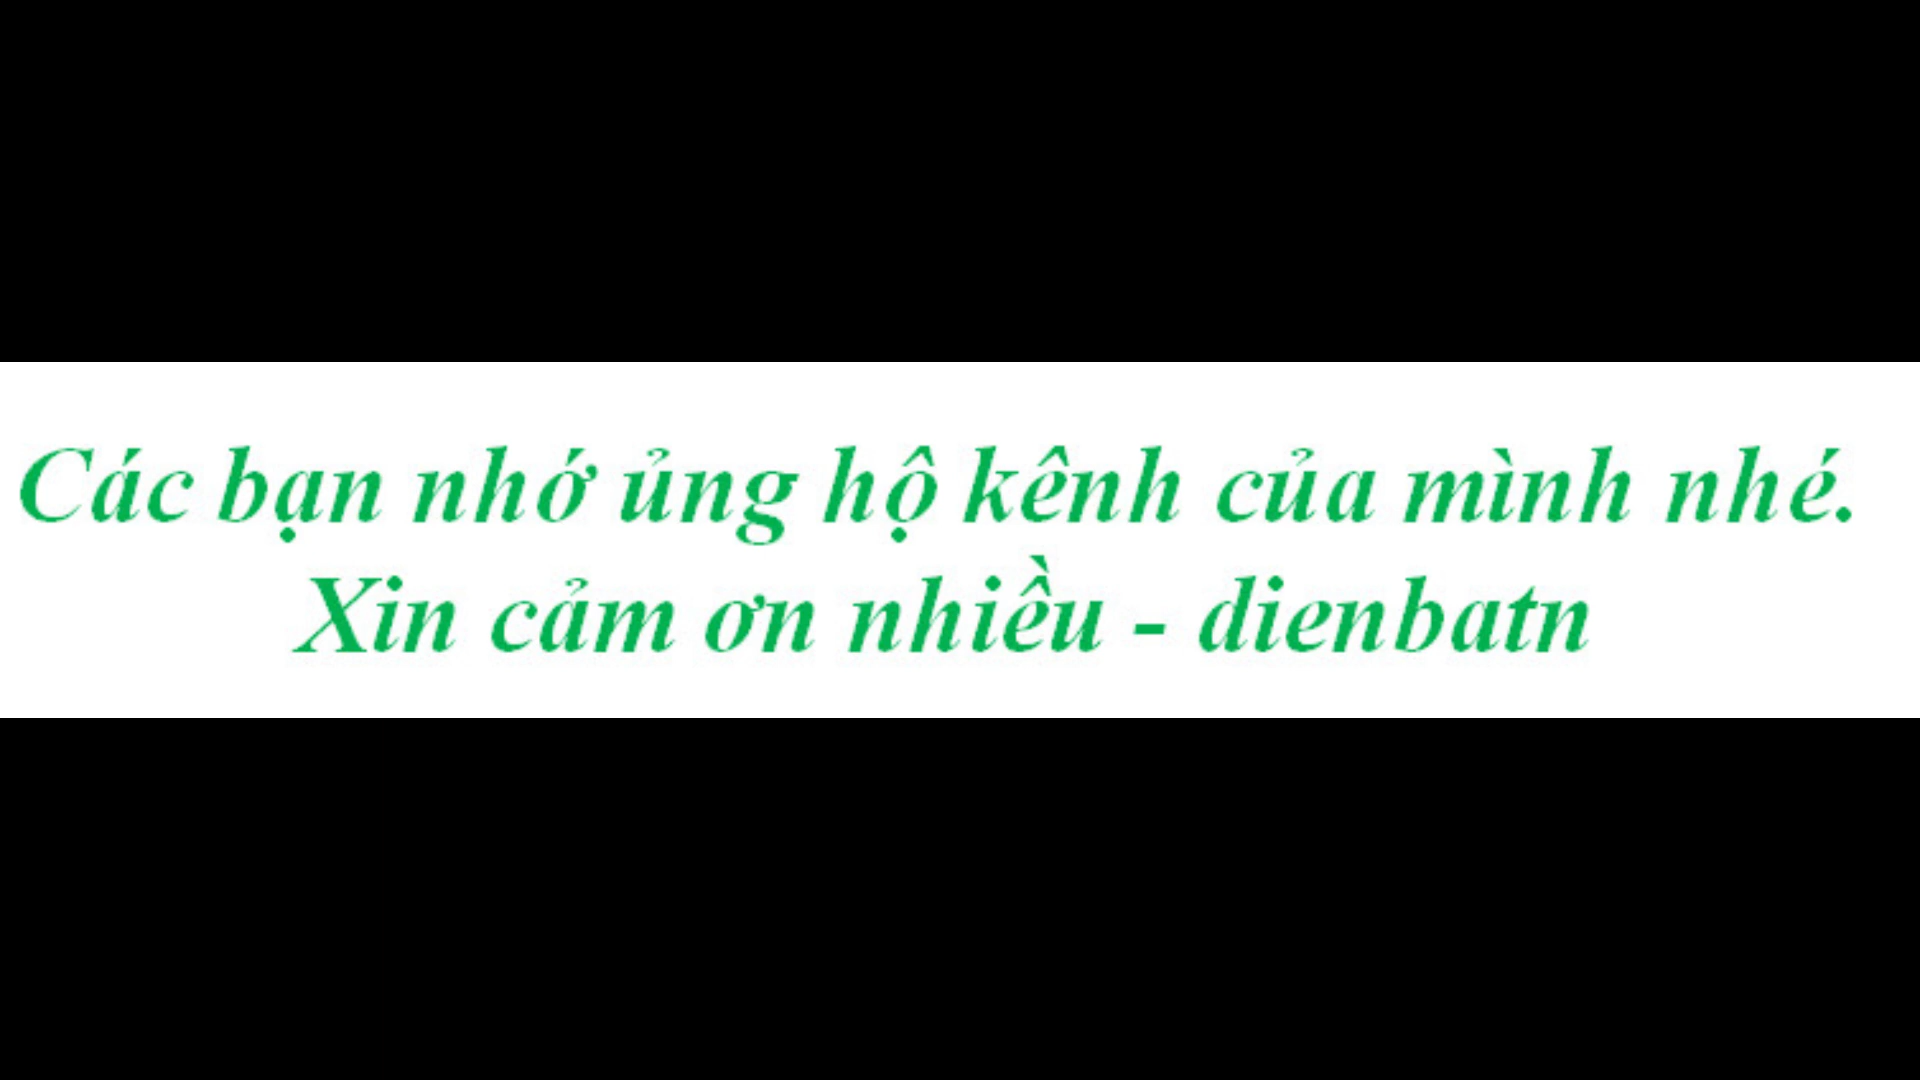 Các bạn nhớ ủng hộ kênh của mình nhé.
Xin cảm ơn nhiều - dienbatn